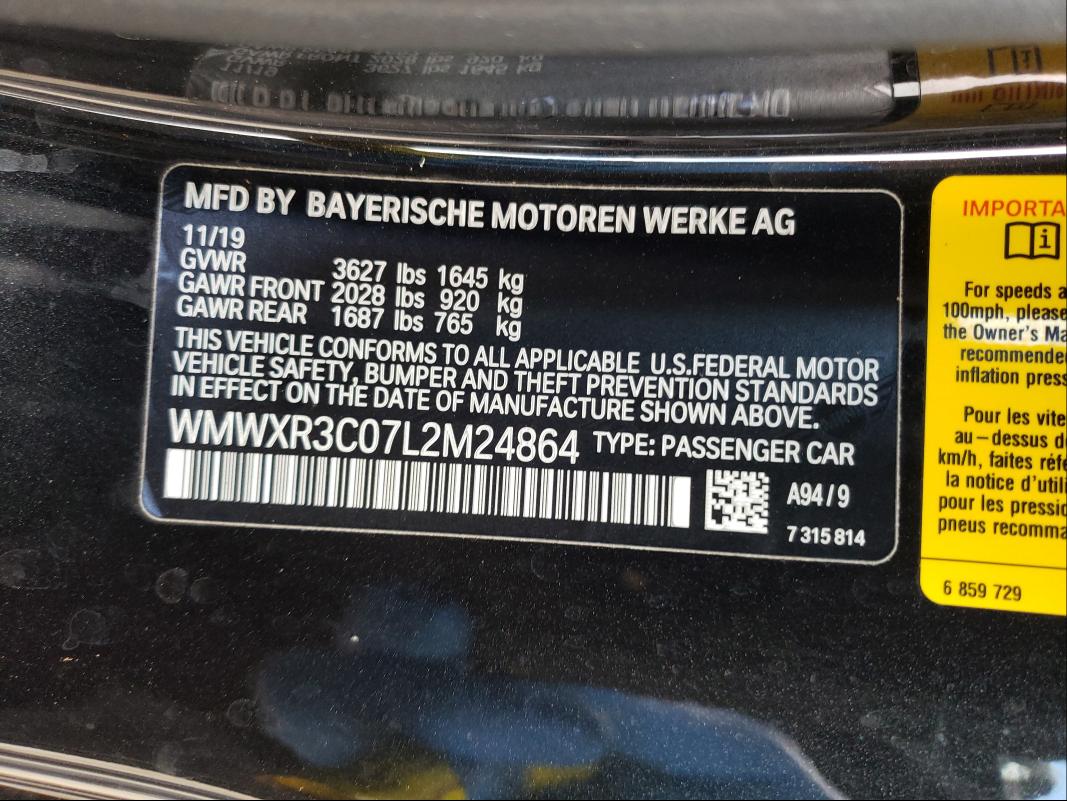 MFD BY BAYERISCHE MOTOREN WERKE AG
11/19
GVWR 3627 lbs 1645 kg
GAWR FRONT 2028 lbs 920 kg
GAWR REAR 1687 lbs 765 kg
THIS VEHICLE CONFORMS TO ALL APPLICABLE U.S.FEDERAL MOTOR
VEHICLE SAFETY, BUMPER AND THEFT PREVENTION STANDARDS
IN EFFECT ON THE DATE OF MANUFACTURE SHOWN ABOVE.
WMWXR3C07L2M24864 TYPE: PASSENGER CAR
A94/9
7 315 814
IMPORTA
For speeds a
100mph, please
the Owner's Ma
recommende
inflation press
Pour les vite
au-dessus d
km/h, faites réfé
la notice d'utili
pour les pressio
pneus recomma
6 859 729